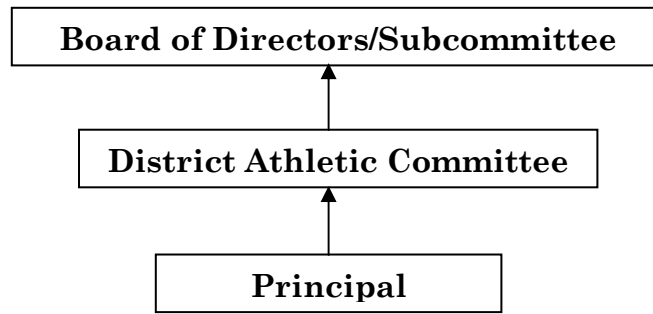 Board of Directors/Subcommittee
District Athletic Committee
Principal